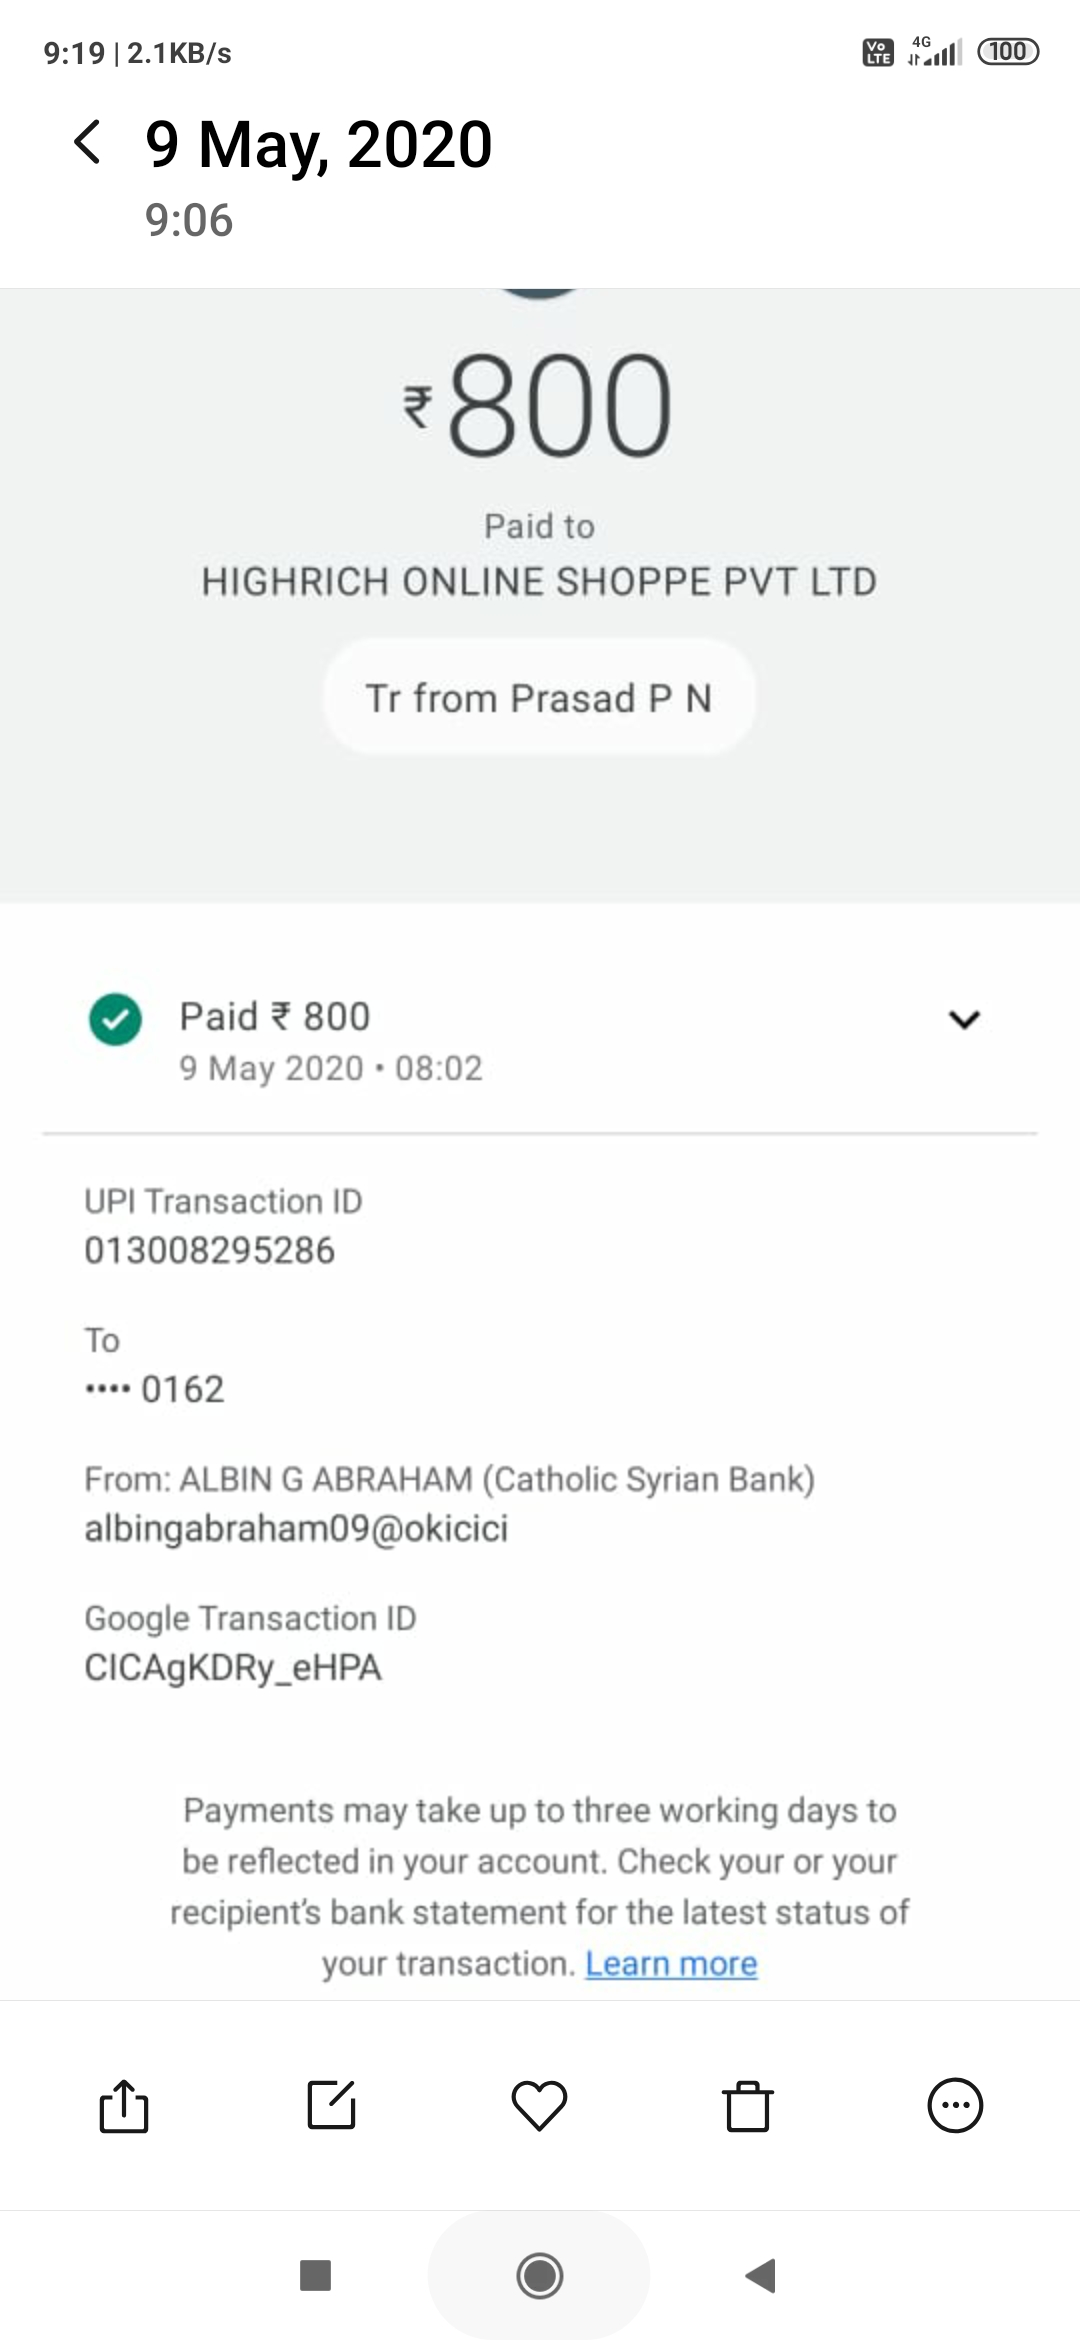 9:19 | 2.1KB/s
Vo LTE 4G 100
9 May, 2020
9:06
₹800
Paid to
HIGHRICH ONLINE SHOPPE PVT LTD
Tr from Prasad P N
Paid ₹ 800
9 May 2020 • 08:02
UPI Transaction ID
013008295286
To
•••• 0162
From: ALBIN G ABRAHAM (Catholic Syrian Bank)
albingabraham09@okicici
Google Transaction ID
CICAgKDRy_eHPA
Payments may take up to three working days to
be reflected in your account. Check your or your
recipient's bank statement for the latest status of
your transaction. Learn more